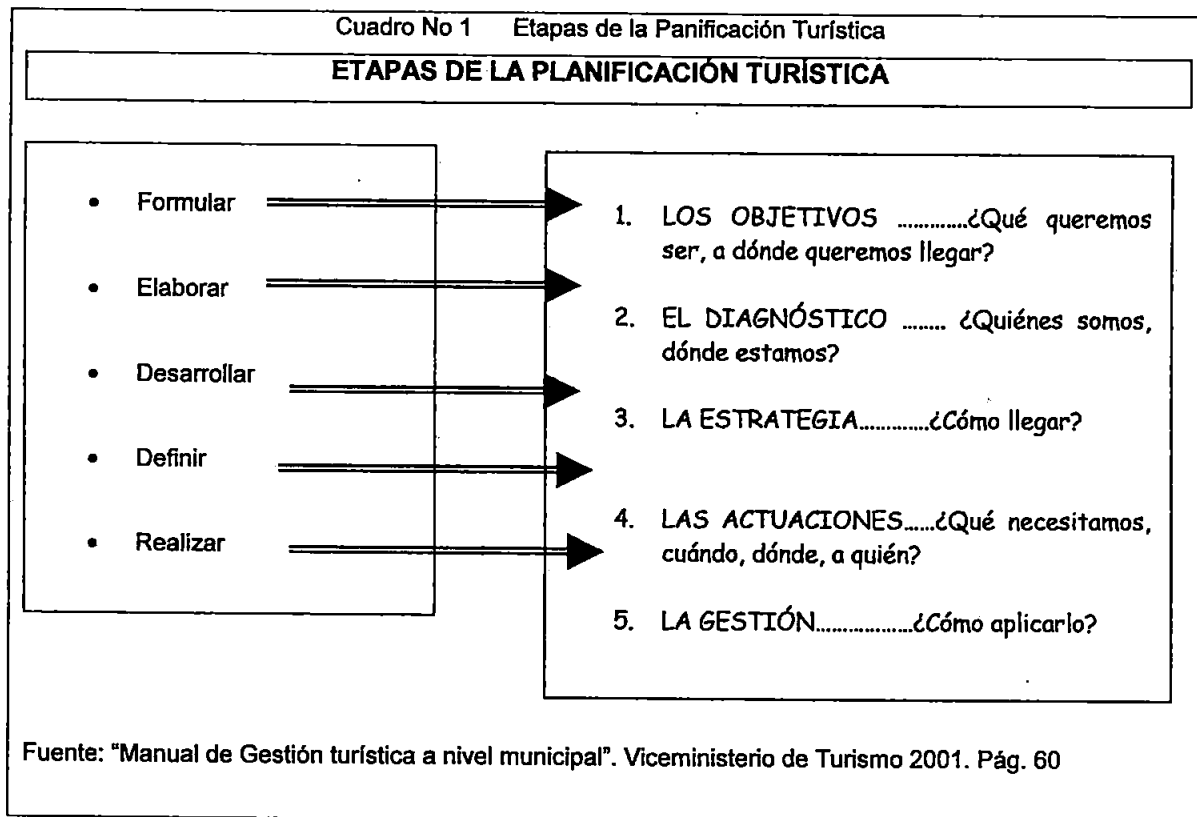 Cuadro No 1 Etapas de la Panificación Turística
ETAPAS DE LA PLANIFICACIÓN TURÍSTICA
• Formular
• Elaborar
• Desarrollar
• Definir
• Realizar
1. LOS OBJETIVOS .............¿Qué queremos
ser, a dónde queremos llegar?
2. EL DIAGNÓSTICO ........ ¿Quiénes somos,
dónde estamos?
3. LA ESTRATEGIA.............¿Cómo llegar?
4. LAS ACTUACIONES......¿Qué necesitamos,
cuándo, dónde, a quién?
5. LA GESTIÓN..................¿Cómo aplicarlo?
Fuente: “Manual de Gestión turística a nivel municipal”. Viceministerio de Turismo 2001. Pág. 60